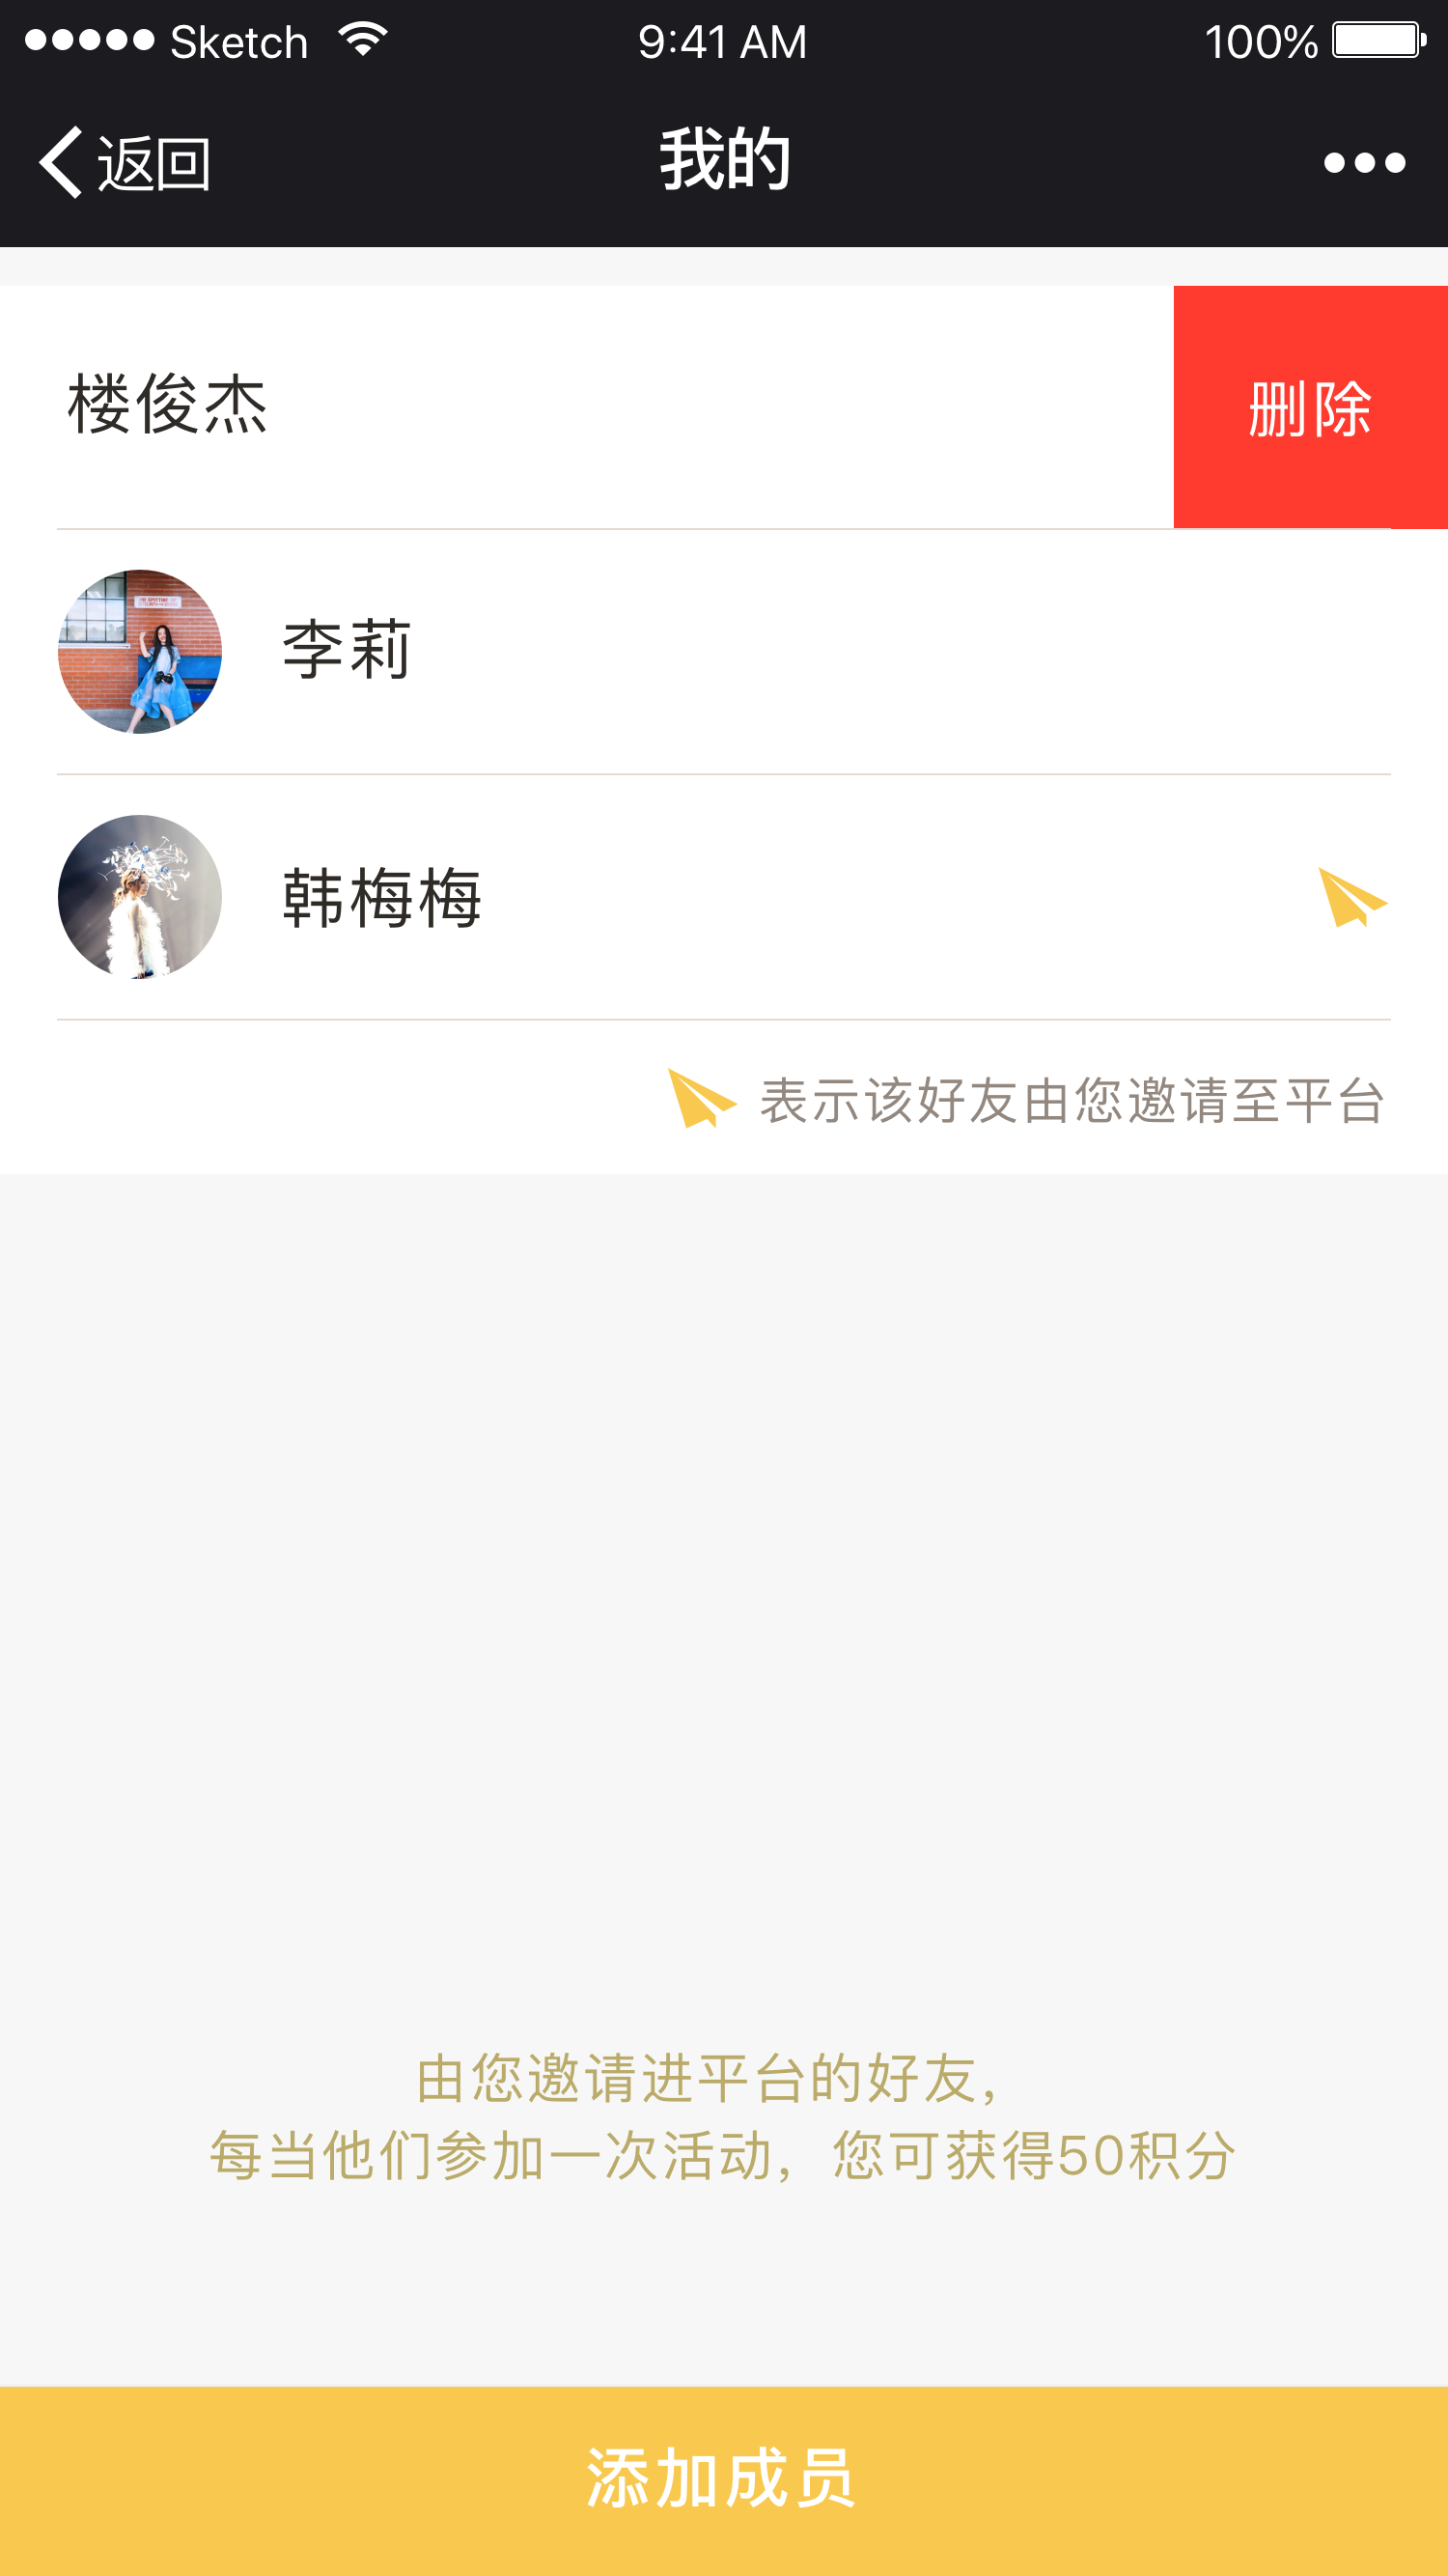 Sketch 9:41 AM 100%
返回 我的
楼俊杰 删除
李莉
韩梅梅
表示该好友由您邀请至平台
由您邀请进平台的好友，
每当他们参加一次活动，您可获得50积分
添加成员